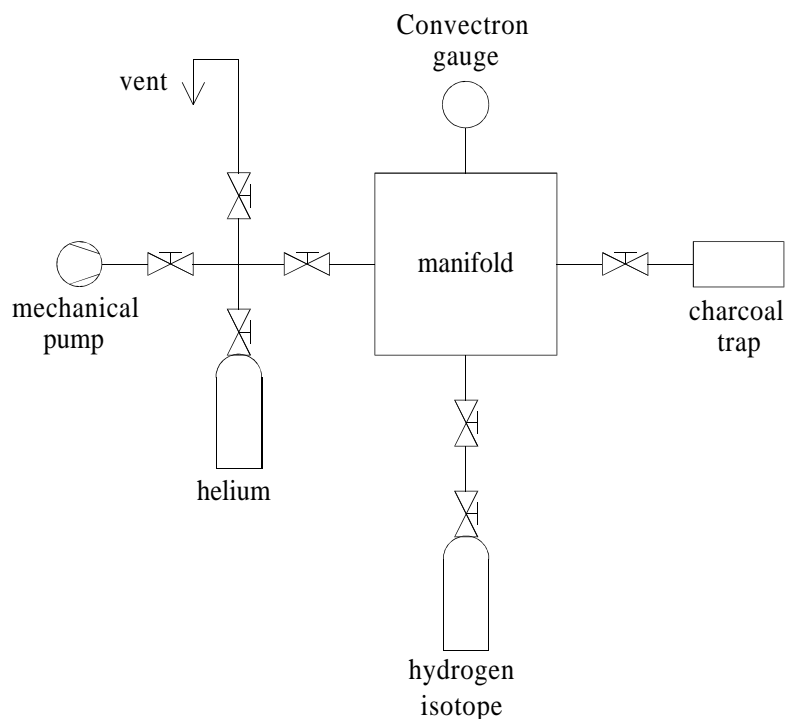 Convectron
gauge
vent
manifold
mechanical
pump
charcoal
trap
helium
hydrogen
isotope